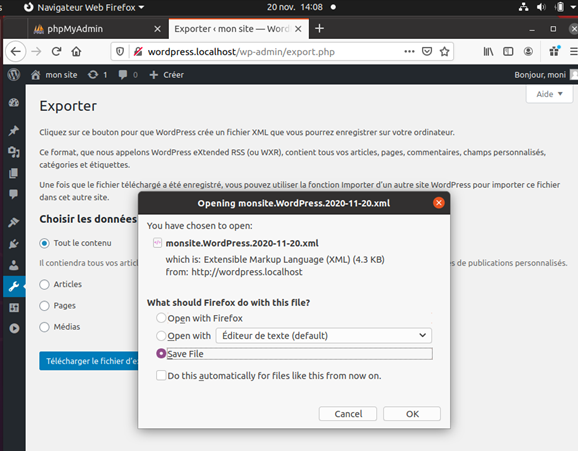 Navigateur Web Firefox
20 nov. 14:08
phpMyAdmin
Exporter ‹ mon site — Word
wordpress.localhost/wp-admin/export.php
mon site
1
0
Créer
Bonjour, moni
Aide
Exporter
Cliquez sur ce bouton pour que WordPress crée un fichier XML que vous pourrez enregistrer sur votre ordinateur.
Ce format, que nous appelons WordPress eXtended RSS (ou WXR), contient tous vos articles, pages, commentaires, champs personnalisés,
catégories et étiquettes.
Une fois que le fichier téléchargé a été enregistré, vous pouvez utiliser la fonction Importer d'un autre site WordPress pour importer ce fichier
dans cet autre site.
Choisir les données
Tout le contenu
Il contiendra tous vos artic
es de publications personnalisés.
Articles
Pages
Médias
Télécharger le fichier d'ex
Opening monsite.WordPress.2020-11-20.xml
You have chosen to open:
monsite.WordPress.2020-11-20.xml
which is: Extensible Markup Language (XML) (4.3 KB)
from: http://wordpress.localhost
What should Firefox do with this file?
Open with Firefox
Open with
Éditeur de texte (default)
Save File
Do this automatically for files like this from now on.
Cancel
OK